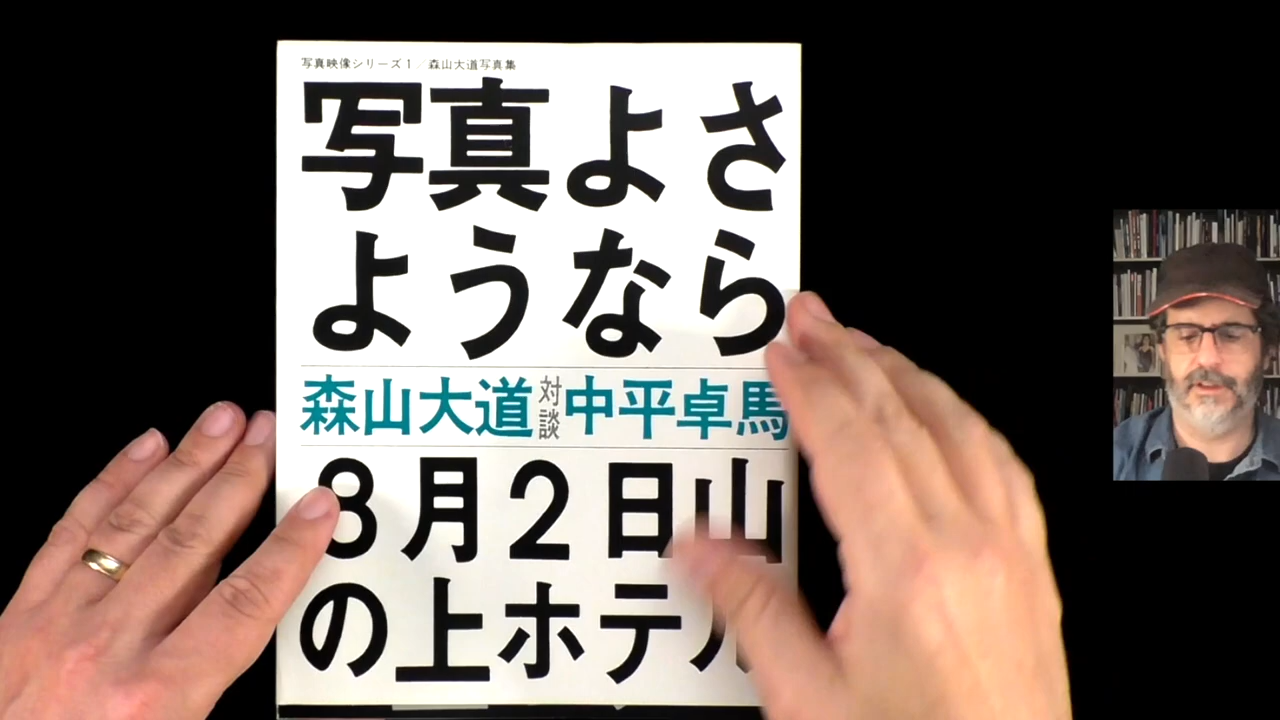 写真映像シリーズ1/森山大道写真集
写真よさ
ようなら
森山大道 対談 中平卓馬
8月2日山
の上ホテル